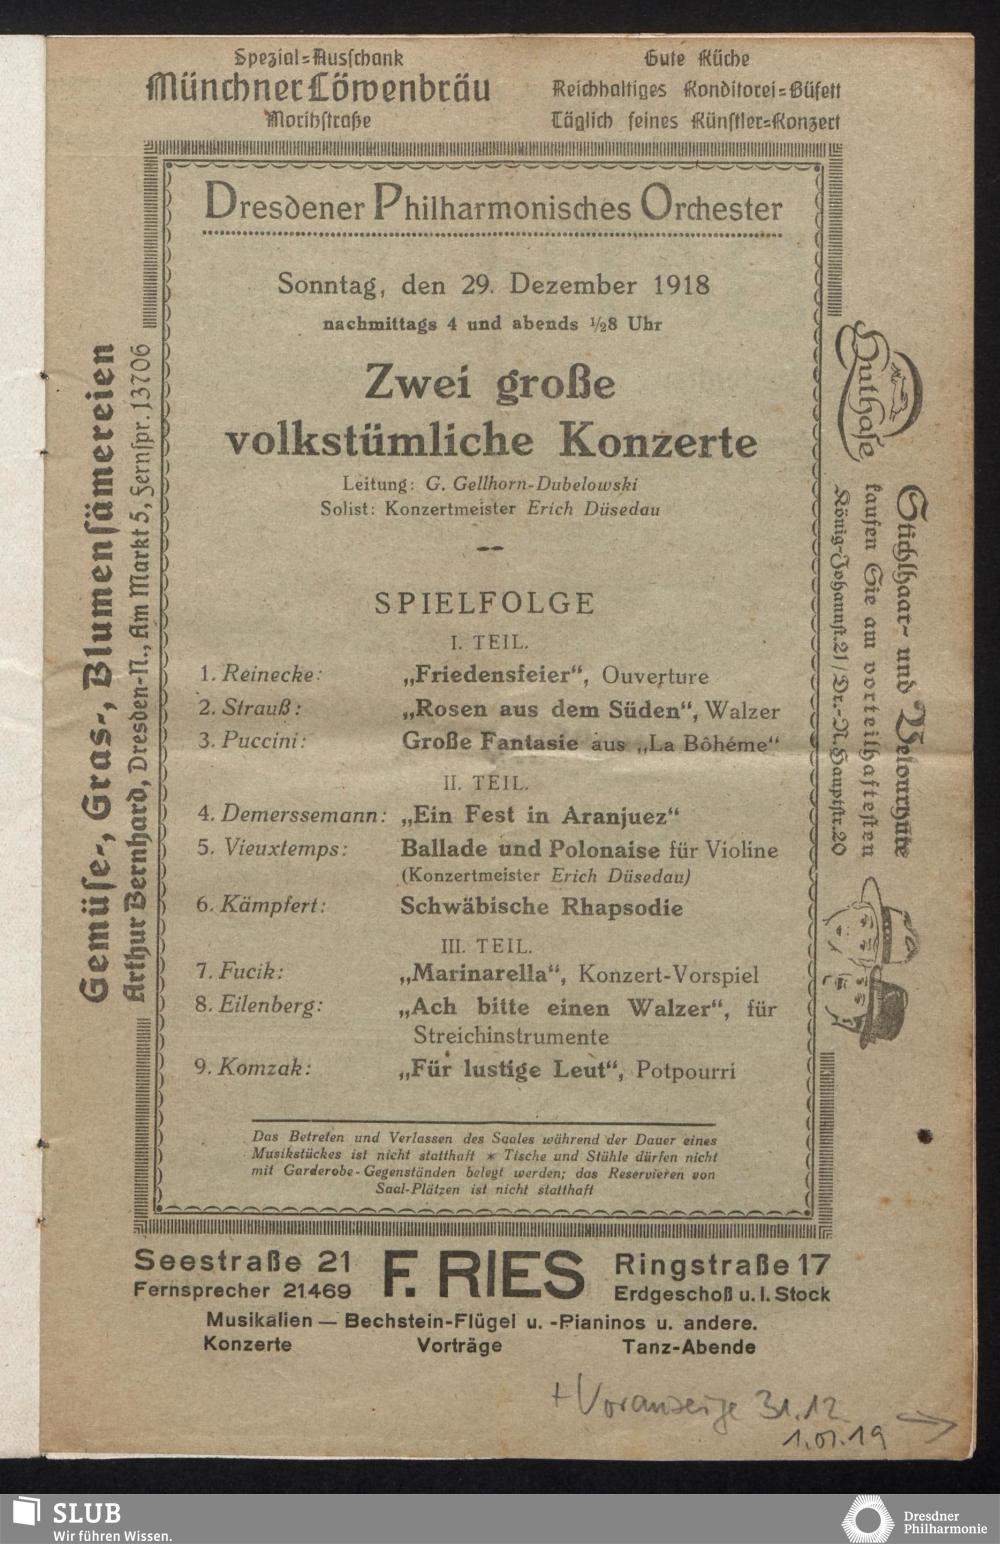 Spezial=Ausschank
Münchner Löwenbräu
Moritzstraße
Gute Küche
Reichhaltiges Konditorei=Büfett
Täglich feines Künstler=Konzert
Dresdener Philharmonisches Orchester
Sonntag, den 29. Dezember 1918
nachmittags 4 und abends ½8 Uhr
Zwei große
volkstümliche Konzerte
Leitung: G. Gellhorn-Dubelowski
Solist: Konzertmeister Erich Düsedau
SPIELFOLGE
I. TEIL.
1. Reinecke: „Friedensfeier“, Ouverture
2. Strauß: „Rosen aus dem Süden“, Walzer
3. Puccini: Große Fantasie aus „La Bôhéme“
II. TEIL.
4. Demerssemann: „Ein Fest in Aranjuez“
5. Vieuxtemps: Ballade und Polonaise für Violine
(Konzertmeister Erich Düsedau)
6. Kämpfert: Schwäbische Rhapsodie
III. TEIL.
7. Fucik: „Marinarella“, Konzert-Vorspiel
8. Eilenberg: „Ach bitte einen Walzer“, für
Streichinstrumente
9. Komzak: „Für lustige Leut“, Potpourri
Das Betreten und Verlassen des Saales während der Dauer eines
Musikstückes ist nicht statthaft * Tische und Stühle dürfen nicht
mit Garderobe-Gegenständen belegt werden; das Reservieren von
Saal-Plätzen ist nicht statthaft
Gemüse-, Gras-, Blumensämereien
Arthur Bernhard, Dresden-N., Am Markt 5, Fernspr. 13706
Huthase
Stichlhaar- und Velourhüte
kaufen Sie am vorteilhaftesten
König-Johannst. 21 / Dr.-N. Hauptstr. 20
Seestraße 21
Fernsprecher 21469
F. RIES
Ringstraße 17
Erdgeschoß u. I. Stock
Musikalien — Bechstein-Flügel u. -Pianinos u. andere.
Konzerte Vorträge Tanz-Abende
+ Voranzeige 31.12
1.01.19
SLUB
Wir führen Wissen.
Dresdner
Philharmonie